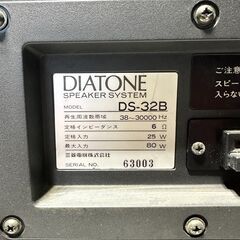 DIATONE
SPEAKER SYSTEM
MODEL DS-32B
再生周波数帯域 38~30000 Hz
定格インピーダンス 6 Ω
定格入力 25 W
最大入力 80 W
三菱電機株式会社
SERIAL NO. 63003
ご注意
スピー
入らない